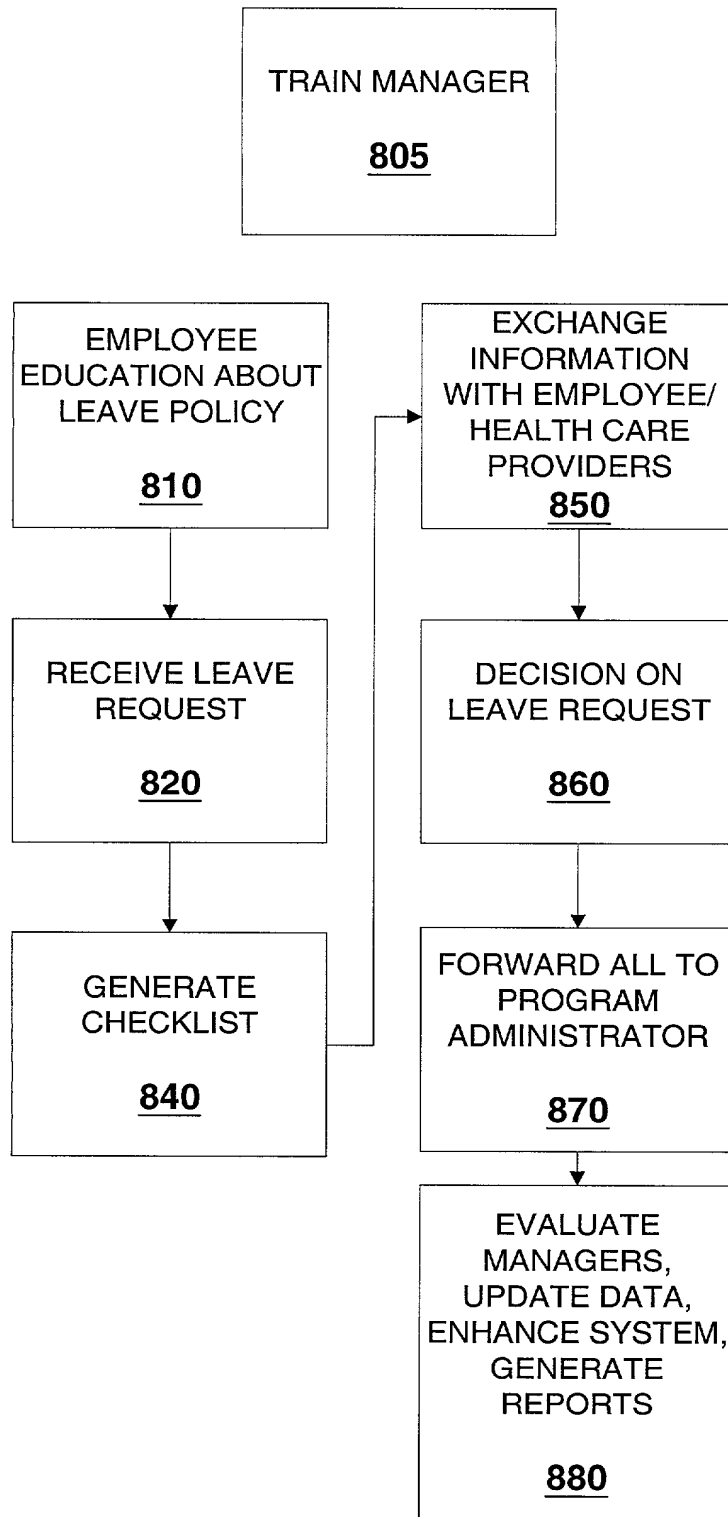 TRAIN MANAGER
805
EMPLOYEE
EDUCATION ABOUT
LEAVE POLICY
810
RECEIVE LEAVE
REQUEST
820
GENERATE
CHECKLIST
840
EXCHANGE
INFORMATION
WITH EMPLOYEE/
HEALTH CARE
PROVIDERS
850
DECISION ON
LEAVE REQUEST
860
FORWARD ALL TO
PROGRAM
ADMINISTRATOR
870
EVALUATE
MANAGERS,
UPDATE DATA,
ENHANCE SYSTEM,
GENERATE
REPORTS
880